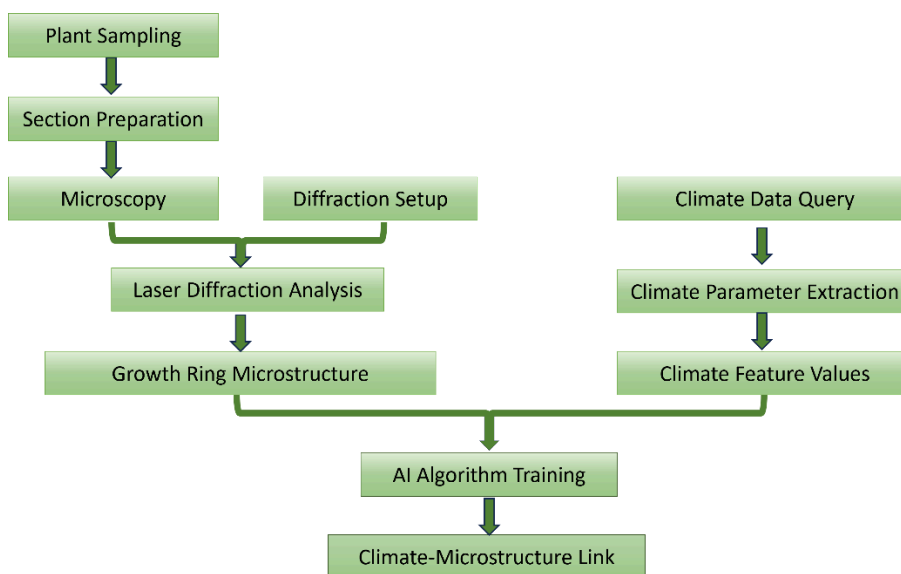 Plant Sampling
Section Preparation
Microscopy
Diffraction Setup
Climate Data Query
Laser Diffraction Analysis
Climate Parameter Extraction
Growth Ring Microstructure
Climate Feature Values
AI Algorithm Training
Climate-Microstructure Link